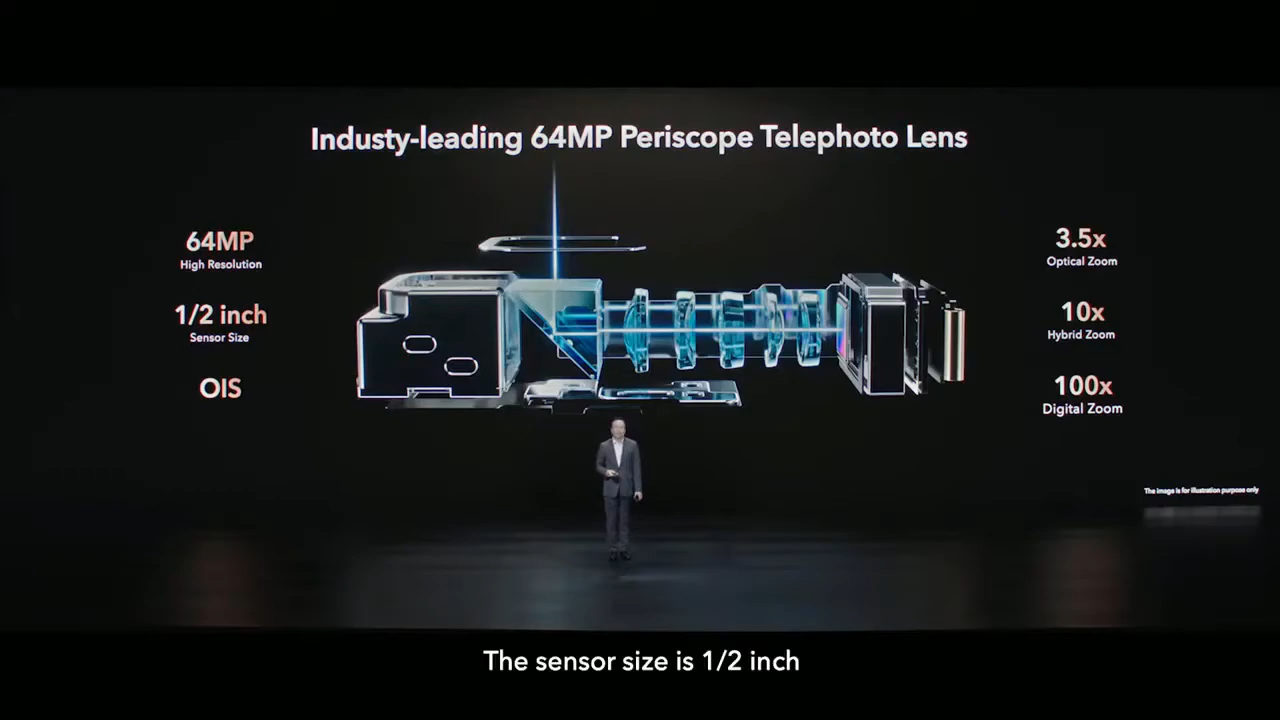 Industy-leading 64MP Periscope Telephoto Lens
64MP
High Resolution
1/2 inch
Sensor Size
OIS
3.5x
Optical Zoom
10x
Hybrid Zoom
100x
Digital Zoom
The image is for illustration purpose only
The sensor size is 1/2 inch